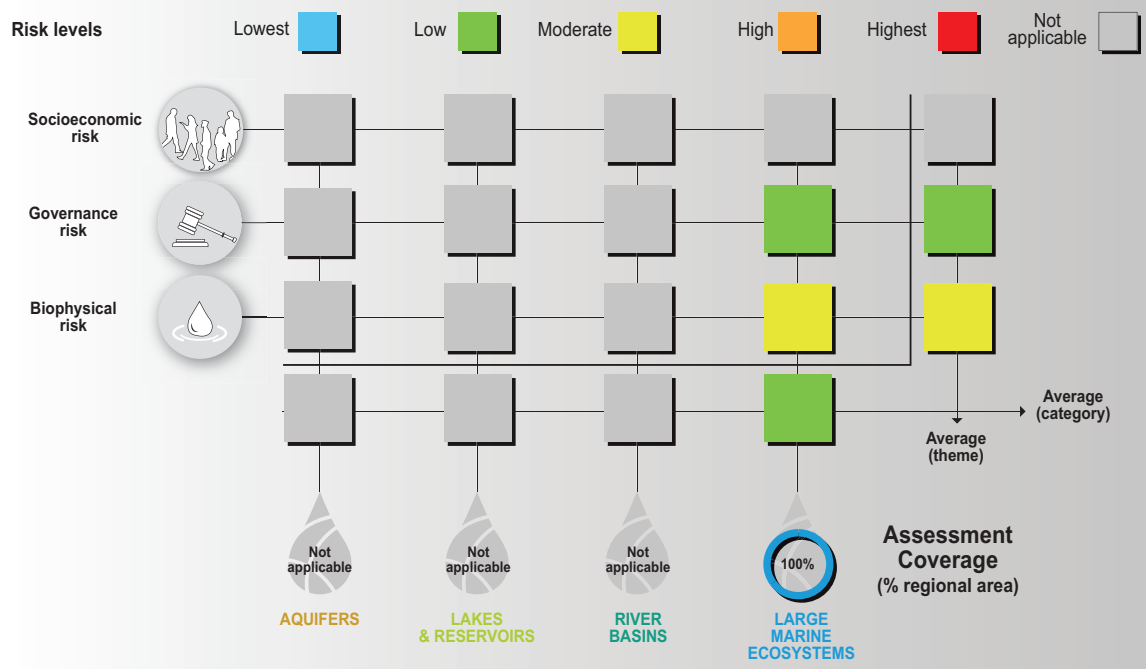 Risk levels
Lowest
Low
Moderate
High
Highest
Not
applicable
Socioeconomic
risk
Governance
risk
Biophysical
risk
Average
(category)
Average
(theme)
Not
applicable
Not
applicable
Not
applicable
100%
Assessment
Coverage
(% regional area)
AQUIFERS
LAKES
& RESERVOIRS
RIVER
BASINS
LARGE
MARINE
ECOSYSTEMS